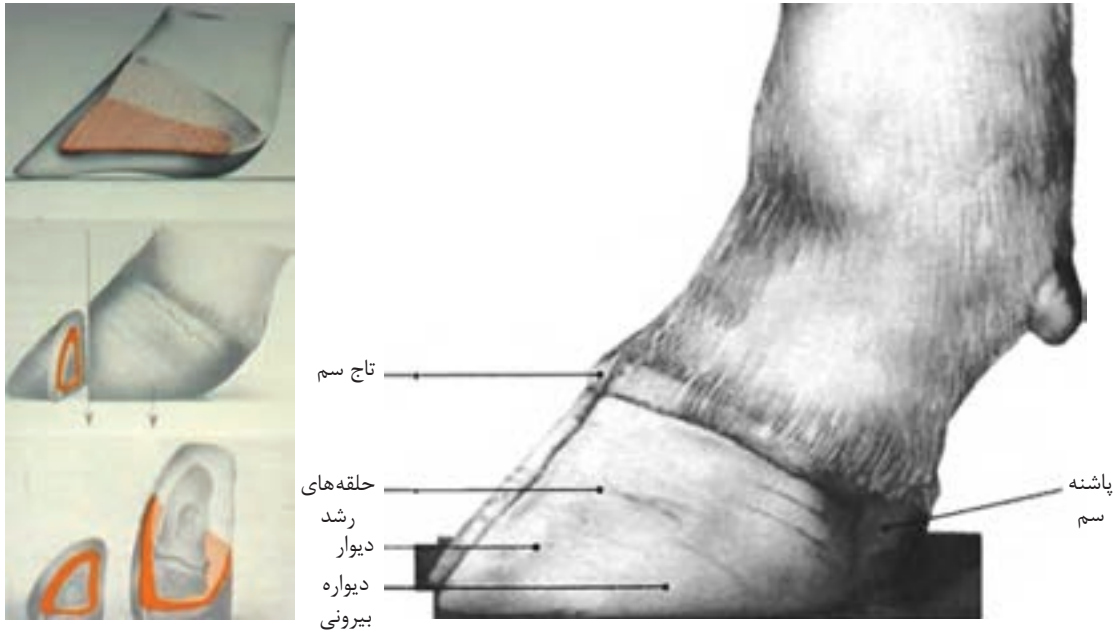 تاج سم
حلقه‌های
رشد
دیوار
دیواره
بیرونی
پاشنه
سم